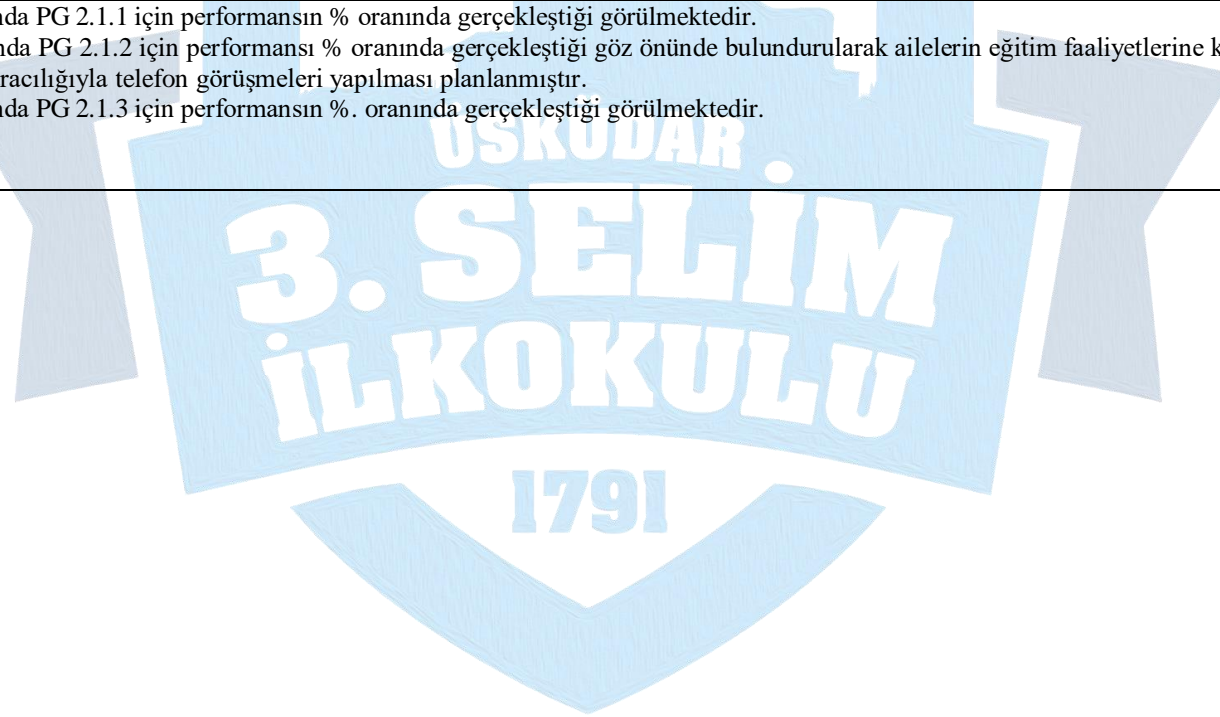 nda PG 2.1.1 için performansın % oranında gerçekleştiği görülmektedir.
nda PG 2.1.2 için performansı % oranında gerçekleştiği göz önünde bulundurularak ailelerin eğitim faaliyetlerine k
racılığıyla telefon görüşmeleri yapılması planlanmıştır.
nda PG 2.1.3 için performansın %. oranında gerçekleştiği görülmektedir.
ÜSKÜDAR
3. SELİM
İLKOKULU
1791